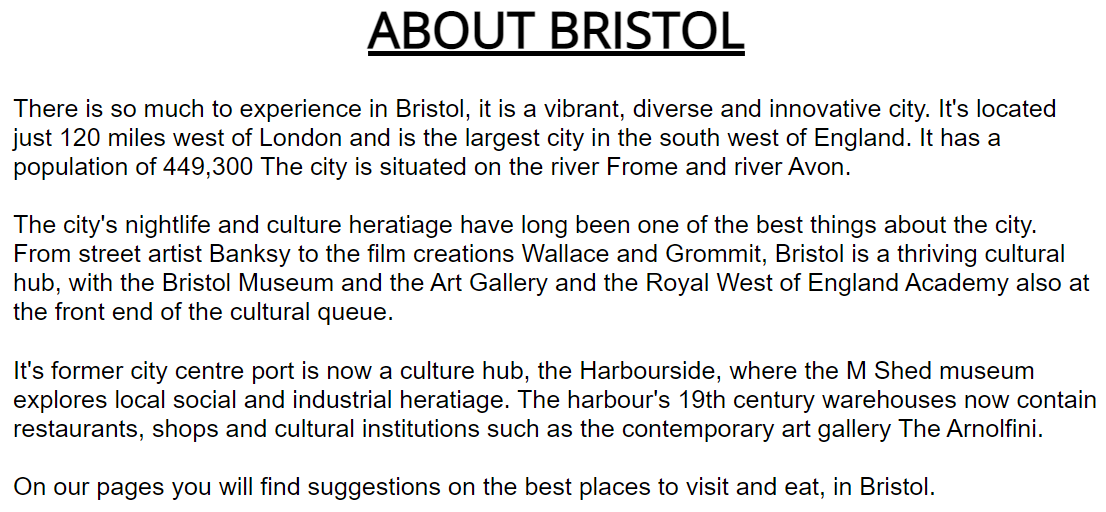 ABOUT BRISTOL
There is so much to experience in Bristol, it is a vibrant, diverse and innovative city. It's located
just 120 miles west of London and is the largest city in the south west of England. It has a
population of 449,300 The city is situated on the river Frome and river Avon.
The city's nightlife and culture heratiage have long been one of the best things about the city.
From street artist Banksy to the film creations Wallace and Grommit, Bristol is a thriving cultural
hub, with the Bristol Museum and the Art Gallery and the Royal West of England Academy also at
the front end of the cultural queue.
It's former city centre port is now a culture hub, the Harbourside, where the M Shed museum
explores local social and industrial heratiage. The harbour's 19th century warehouses now contain
restaurants, shops and cultural institutions such as the contemporary art gallery The Arnolfini.
On our pages you will find suggestions on the best places to visit and eat, in Bristol.